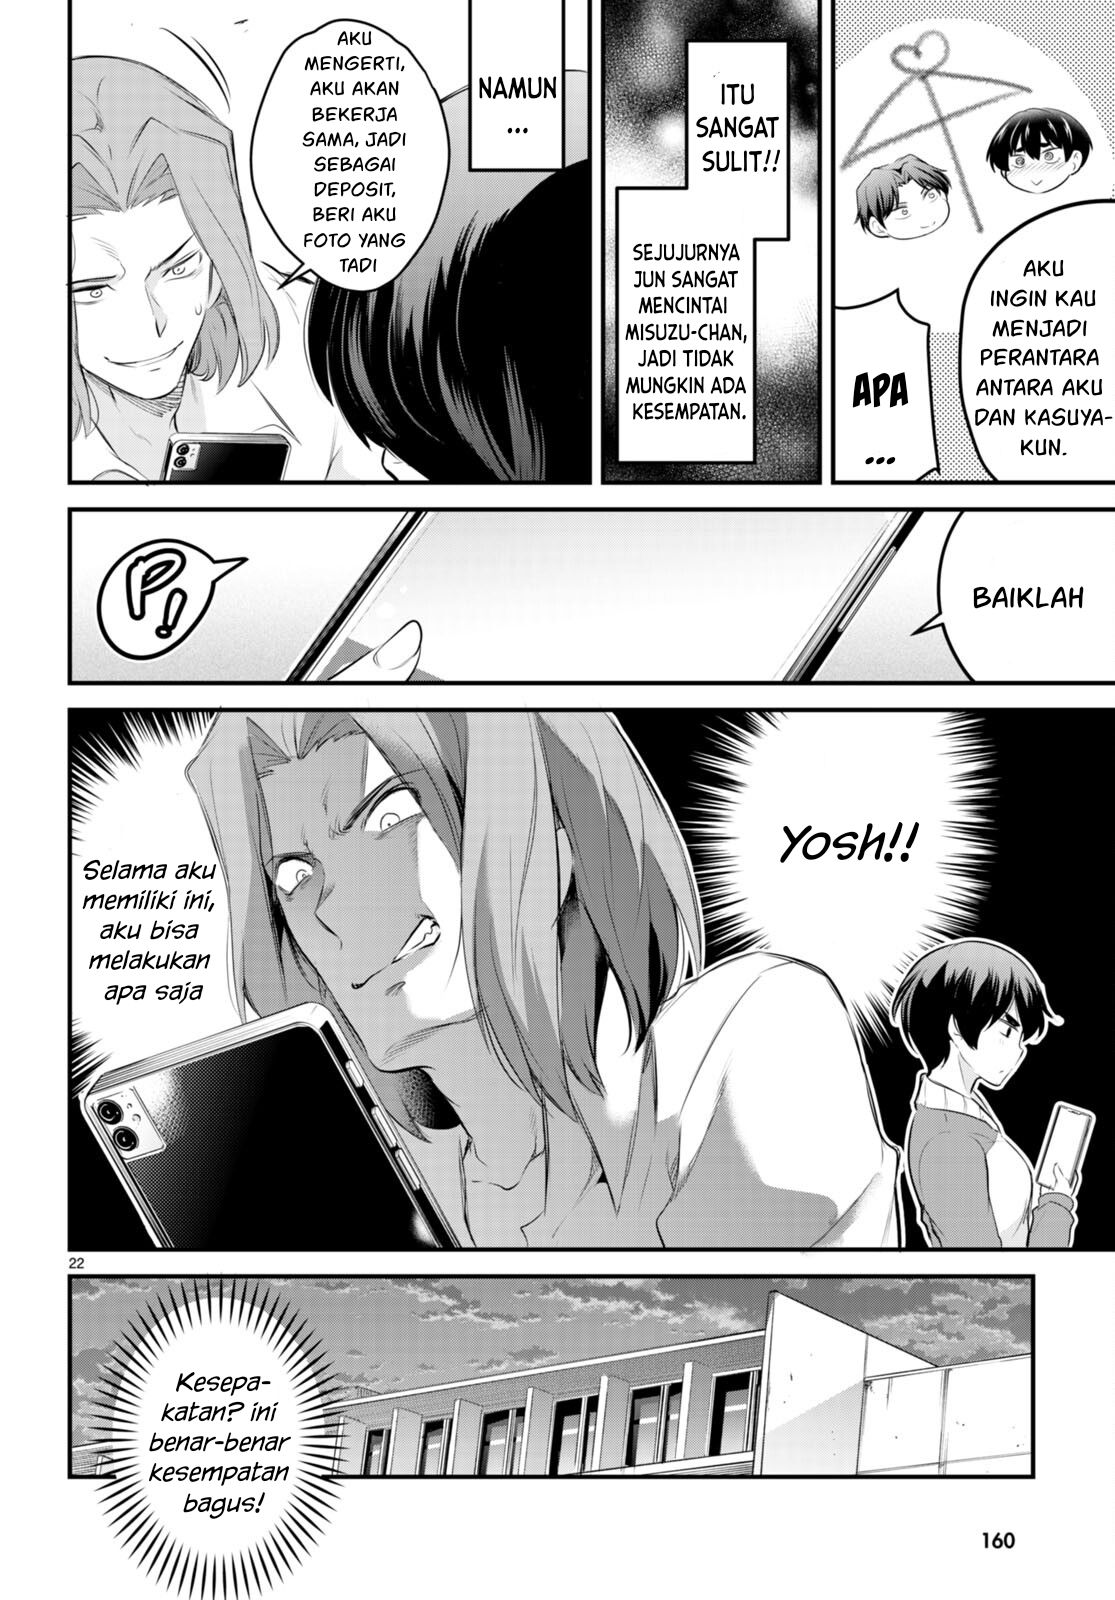 AKU
INGIN KAU
MENJADI
PERANTARA
ANTARA AKU
DAN KASUYA-
KUN.
APA
...
ITU
SANGAT
SULIT!!
SEJUJURNYA
JUN SANGAT
MENCINTAI
MISUZU-CHAN,
JADI TIDAK
MUNGKIN ADA
KESEMPATAN.
NAMUN
...
AKU
MENGERTI,
AKU AKAN
BEKERJA
SAMA, JADI
SEBAGAI
DEPOSIT,
BERI AKU
FOTO YANG
TADI
BAIKLAH
P!
Yosh!!
Selama aku
memiliki ini,
aku bisa
melakukan
apa saja
22
Kesepa-
katan? ini
benar-benar
kesempatan
bagus!
160